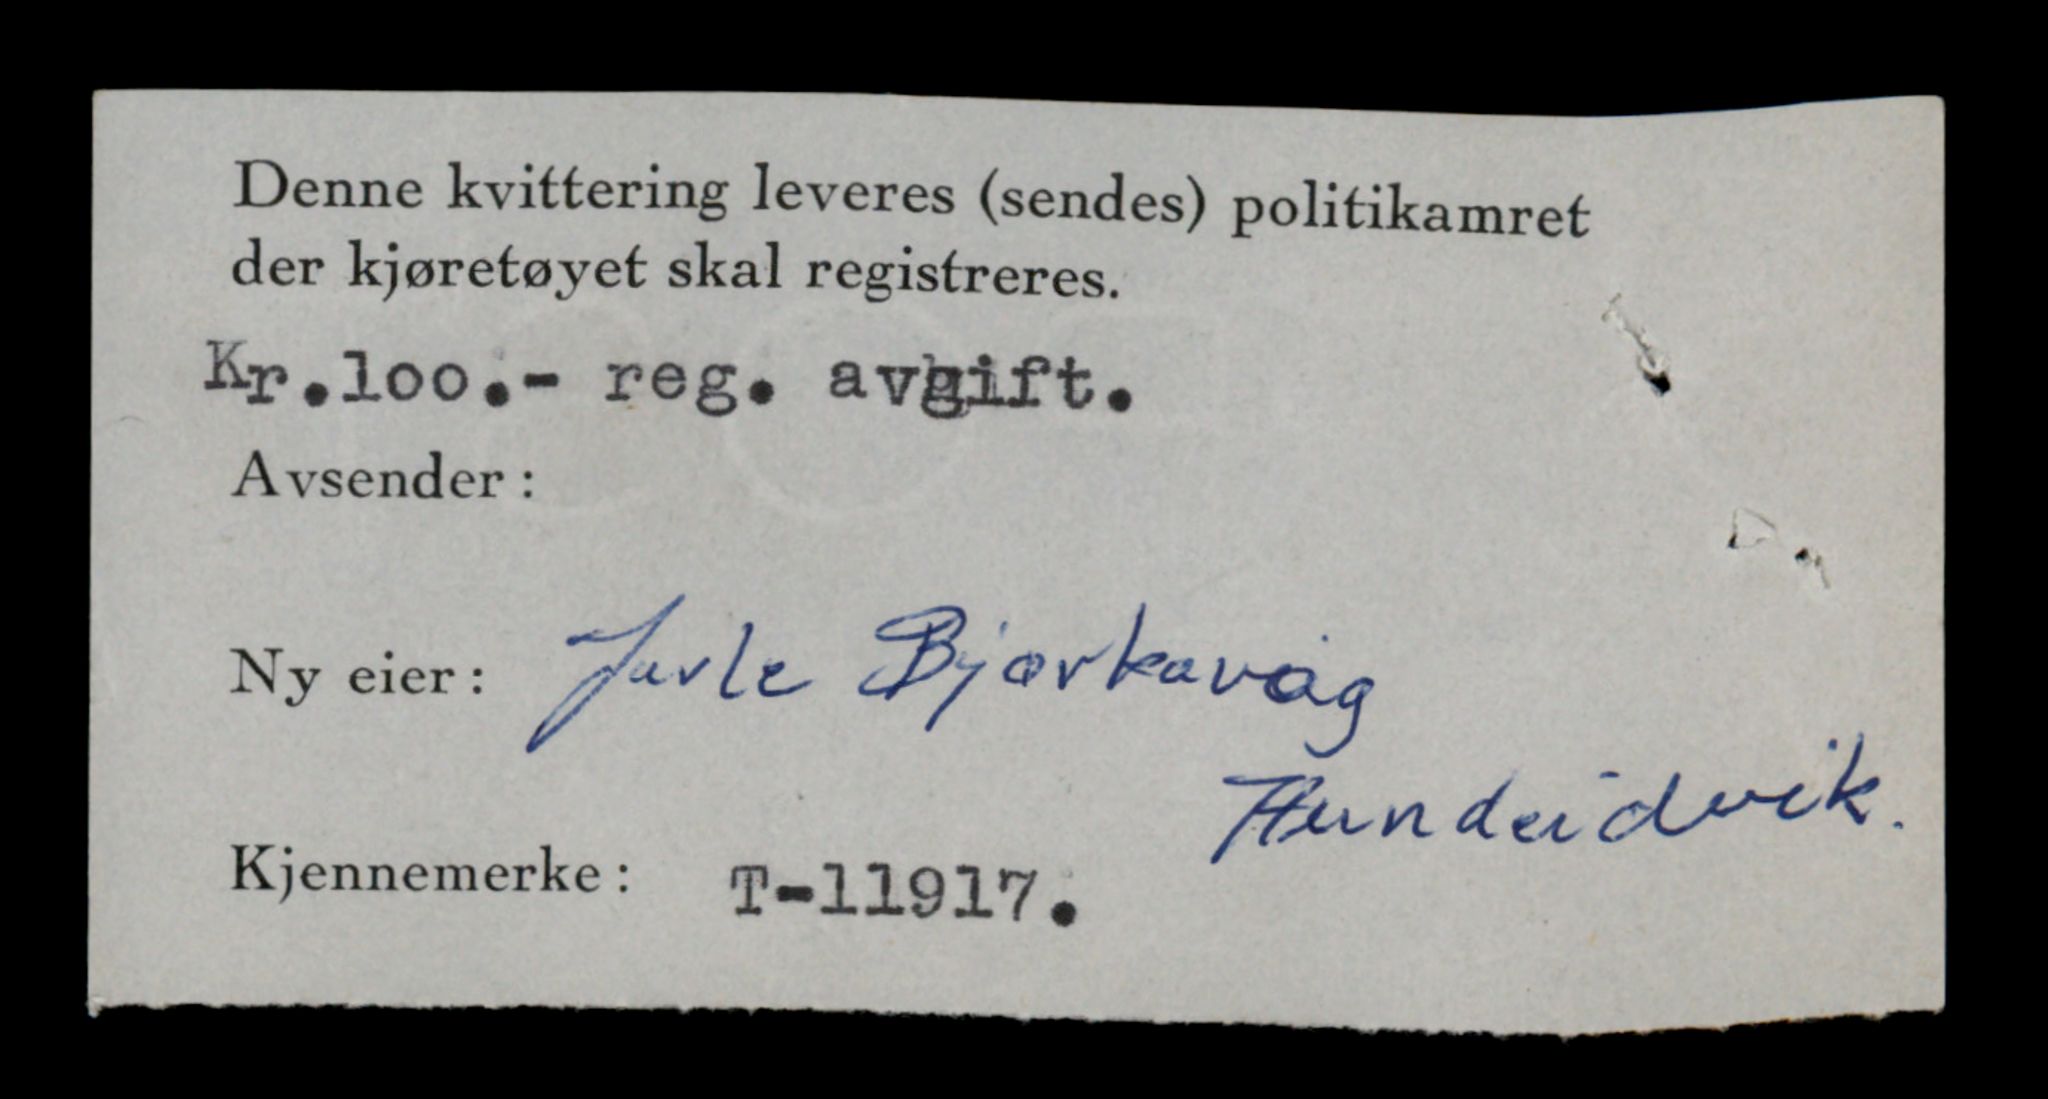 Denne kvittering leveres (sendes) politikamret
der kjøretøyet skal registreres.
Kr.loo.- reg. avgift.
Avsender:
Ny eier: Jarle Bjørkavåg
Hundeidvik.
Kjennemerke: T-11917.